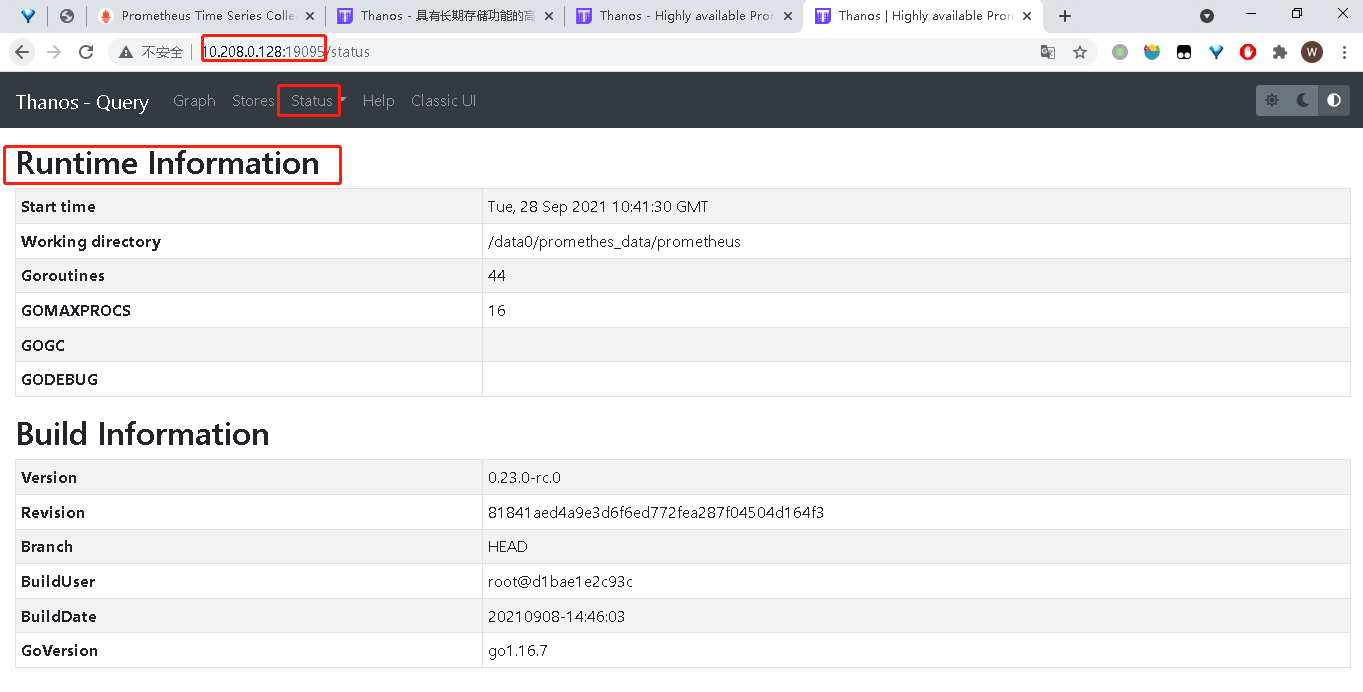 Prometheus Time Series Colle
Thanos - 具有长期存储功能的高
Thanos - Highly available Pro
Thanos | Highly available Pro
不安全 10.208.0.128:19095/status
W
Thanos - Query Graph Stores Status Help Classic UI
Runtime Information
Start time Tue, 28 Sep 2021 10:41:30 GMT
Working directory /data0/promethes_data/prometheus
Goroutines 44
GOMAXPROCS 16
GOGC
GODEBUG
Build Information
Version 0.23.0-rc.0
Revision 81841aed4a9e3d6f6ed772fea287f04504d164f3
Branch HEAD
BuildUser root@d1bae1e2c93c
BuildDate 20210908-14:46:03
GoVersion go1.16.7